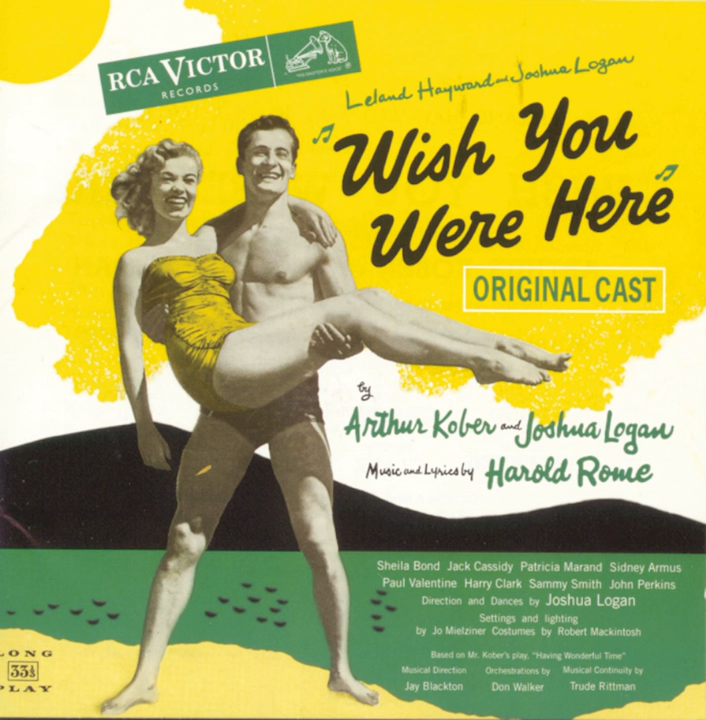 RCA VICTOR
RECORDS
"HIS MASTER'S VOICE"
Leland Hayward and Joshua Logan
Wish You
Were Here
ORIGINAL CAST
by
Arthur Kober and Joshua Logan
Music and Lyrics by Harold Rome
Sheila Bond Jack Cassidy Patricia Marand Sidney Armus
Paul Valentine Harry Clark Sammy Smith John Perkins
Direction and Dances by Joshua Logan
Settings and lighting
by Jo Mielziner Costumes by Robert Mackintosh
Based on Mr. Kober's play, "Having Wonderful Time"
Musical Direction Orchestrations by Musical Continuity by
Jay Blackton Don Walker Trude Rittman
ONG
33⅓
PLAY